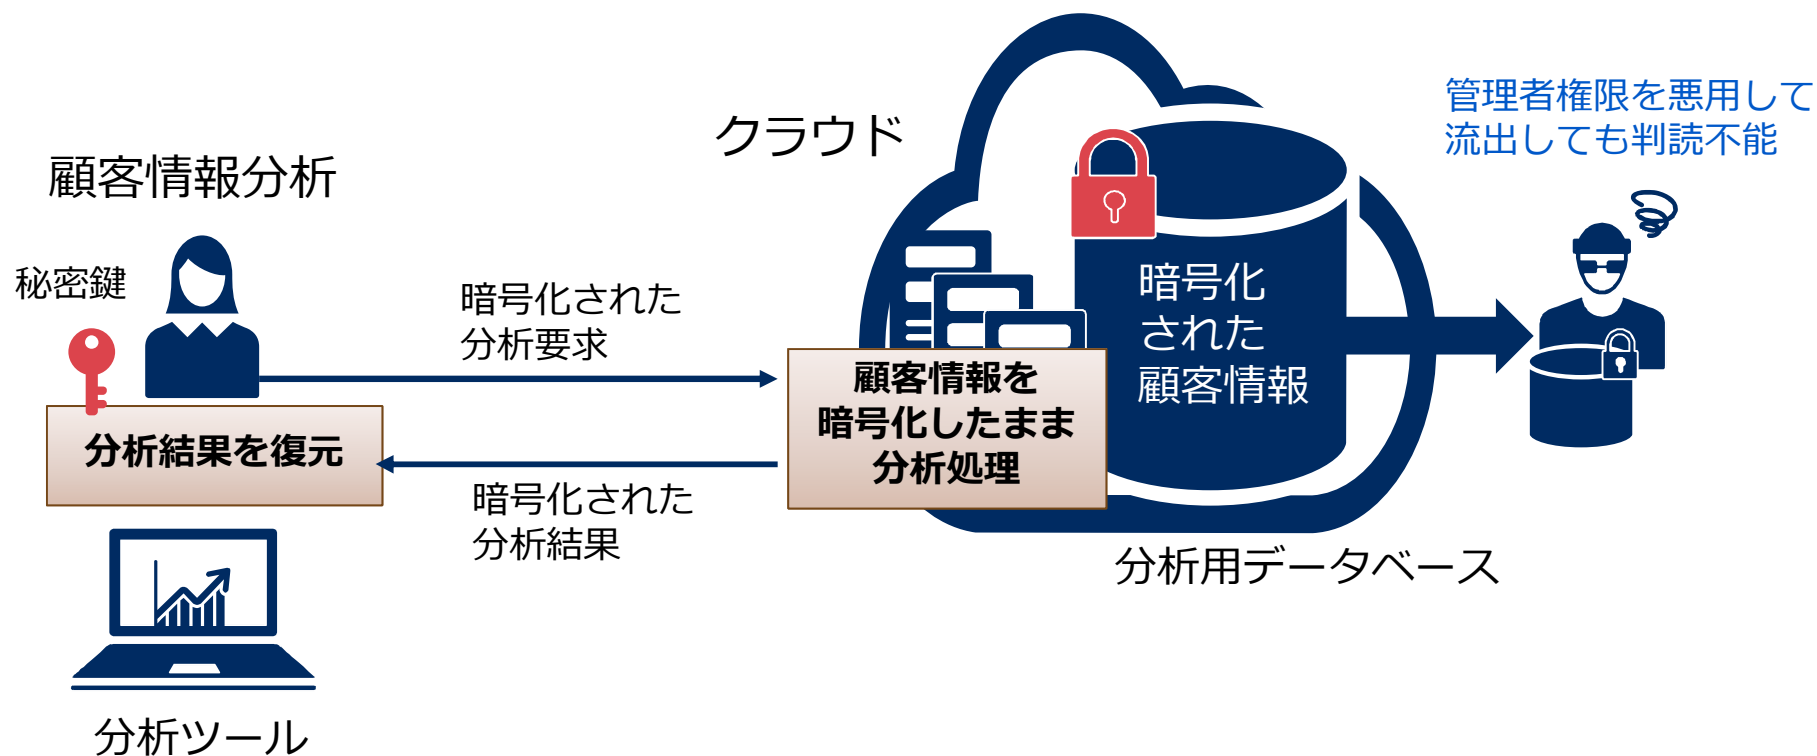 顧客情報分析
秘密鍵
分析結果を復元
分析ツール
暗号化された
分析要求
暗号化された
分析結果
クラウド
顧客情報を
暗号化したまま
分析処理
暗号化
された
顧客情報
分析用データベース
管理者権限を悪用して
流出しても判読不能